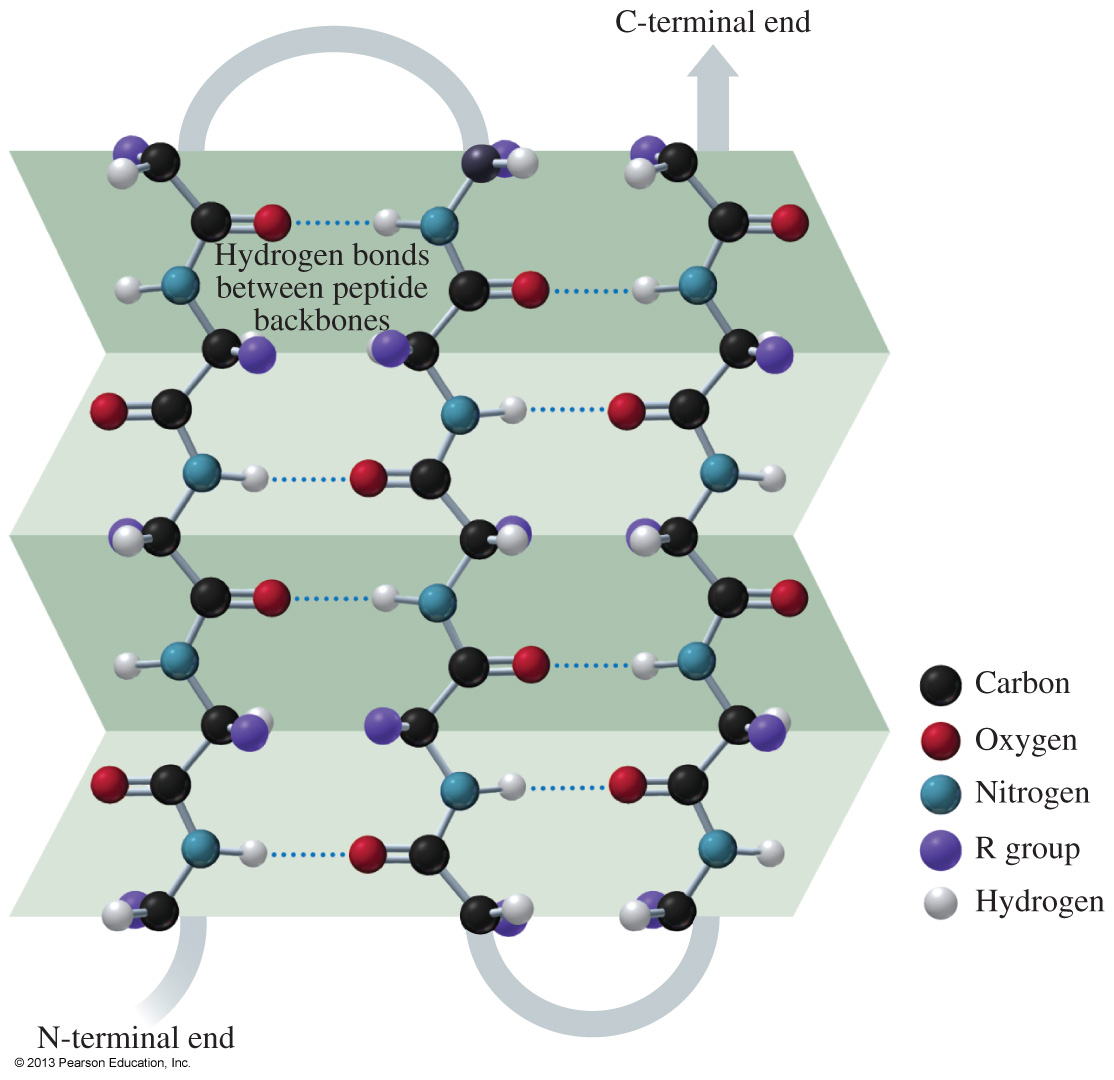 C-terminal end
Hydrogen bonds
between peptide
backbones
Carbon
Oxygen
Nitrogen
R group
Hydrogen
N-terminal end
© 2013 Pearson Education, Inc.